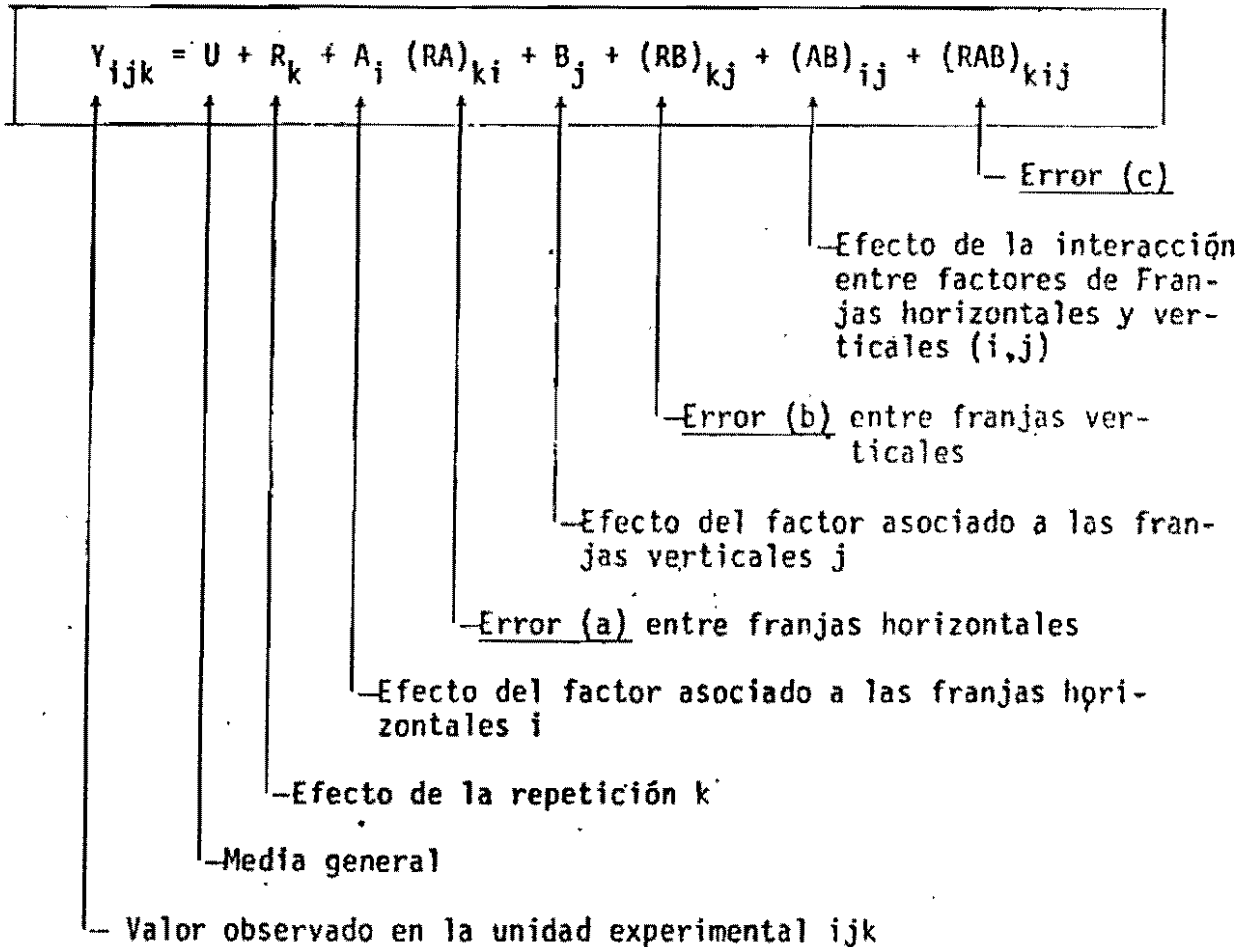 Y_ijk = U + R_k + A_i (RA)_ki + B_j + (RB)_kj + (AB)_ij + (RAB)_kij
Error (c)
Efecto de la interacción
entre factores de Fran-
jas horizontales y ver-
ticales (i,j)
Error (b) entre franjas ver-
ticales
Efecto del factor asociado a las fran-
jas verticales j
Error (a) entre franjas horizontales
Efecto del factor asociado a las franjas hori-
zontales i
Efecto de la repetición k
Media general
Valor observado en la unidad experimental ijk